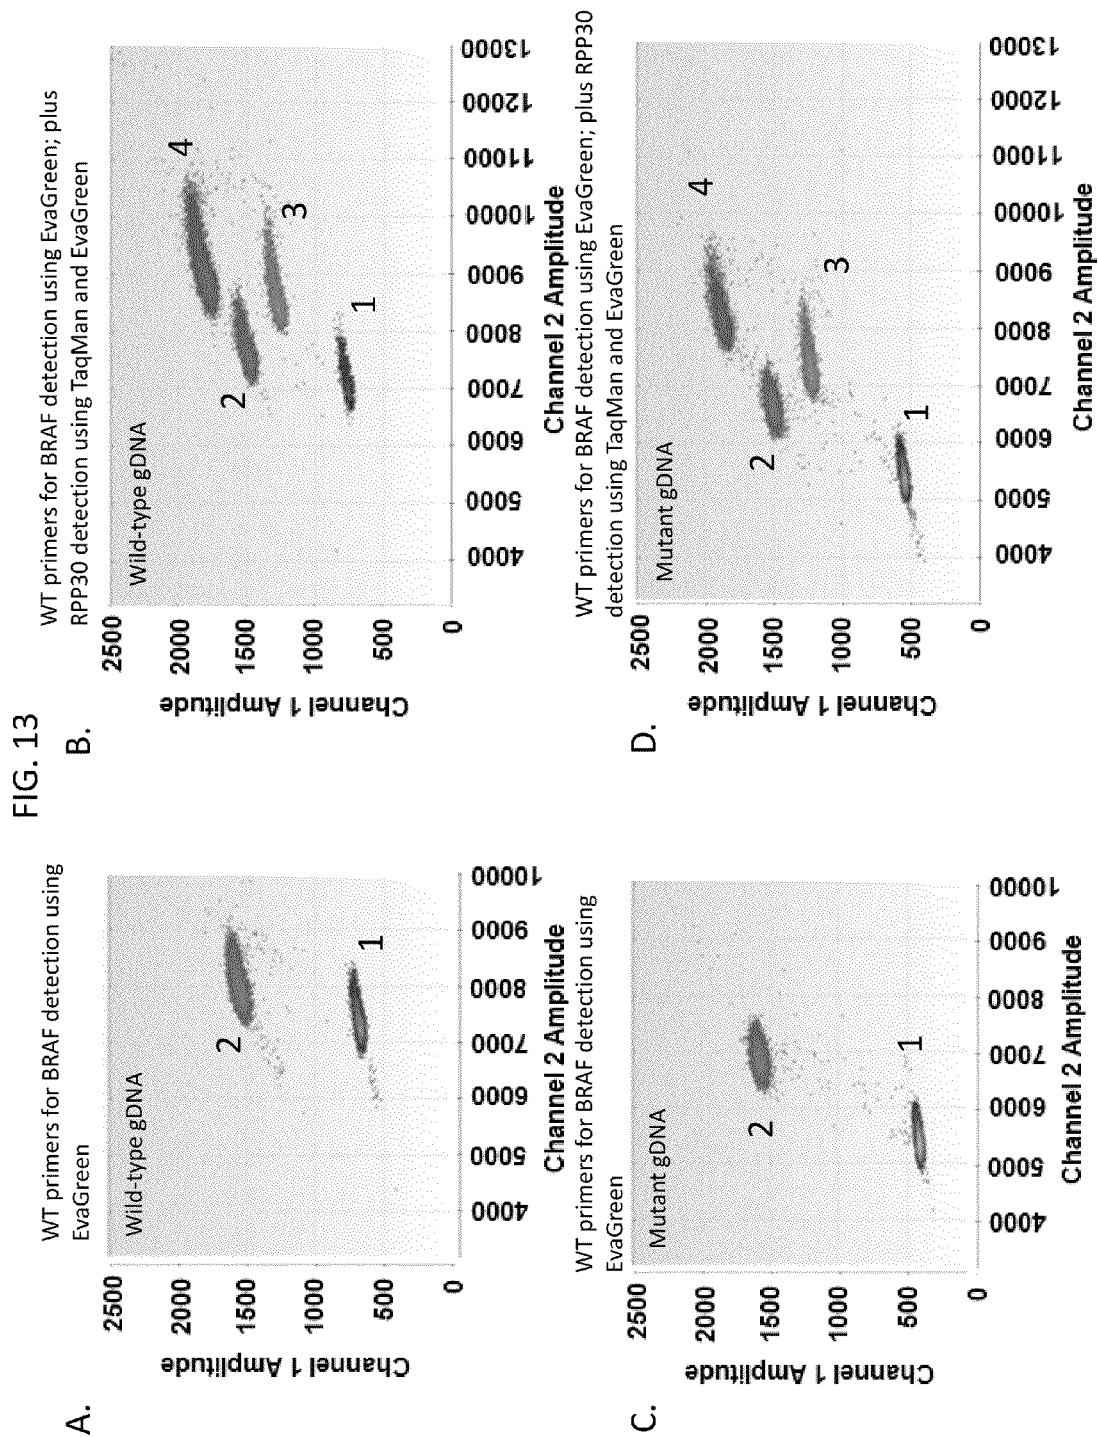 FIG. 13
A.
WT primers for BRAF detection using
EvaGreen
Wild-type gDNA
2
1
2500
2000
1500
1000
500
0
Channel 1 Amplitude
4000
5000
6000
7000
8000
9000
10000
Channel 2 Amplitude
B.
WT primers for BRAF detection using EvaGreen; plus
RPP30 detection using TaqMan and EvaGreen
Wild-type gDNA
4
2
3
1
2500
2000
1500
1000
500
0
Channel 1 Amplitude
4000
5000
6000
7000
8000
9000
10000
11000
12000
13000
Channel 2 Amplitude
C.
WT primers for BRAF detection using
EvaGreen
Mutant gDNA
2
1
2500
2000
1500
1000
500
0
Channel 1 Amplitude
4000
5000
6000
7000
8000
9000
10000
Channel 2 Amplitude
D.
WT primers for BRAF detection using EvaGreen; plus RPP30
detection using TaqMan and EvaGreen
Mutant gDNA
4
2
3
1
2500
2000
1500
1000
500
0
Channel 1 Amplitude
4000
5000
6000
7000
8000
9000
10000
11000
12000
13000
Channel 2 Amplitude